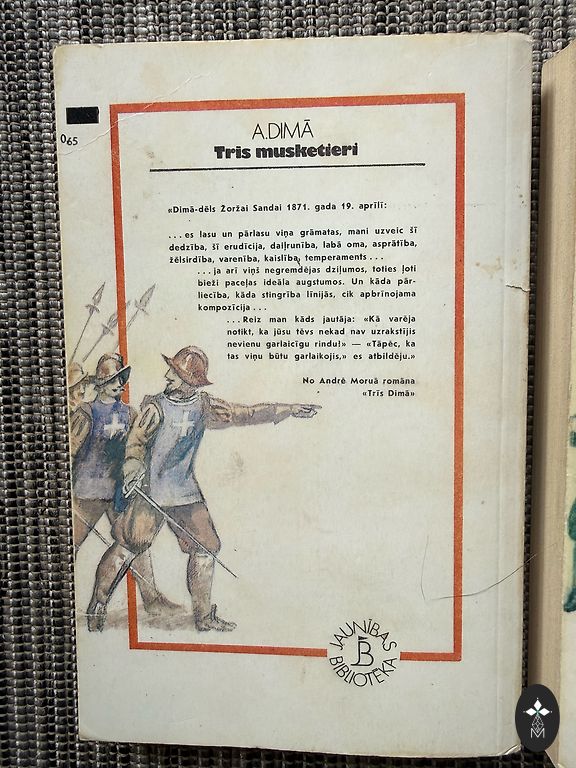 065
A.DIMĀ
Trīs musketieri
«Dimā-dēls Žoržai Sandai 1871. gada 19. aprīlī:
...es lasu un pārlasu viņa grāmatas, mani uzveic šī
dedzība, šī erudīcija, daiļrunība, labā oma, asprātība,
žēlsirdība, varenība, kaislība, temperaments...
...ja arī viņš negremdējas dziļumos, toties ļoti
bieži paceļas ideāla augstumos. Un kāda pār-
liecība, kāda stingrība līnijās, cik apbrīnojama
kompozīcija...
...Reiz man kāds jautāja: «Kā varēja
notikt, ka jūsu tēvs nekad nav uzrakstījis
nevienu garlaicīgu rindu!» — «Tāpēc, ka
tas viņu būtu garlaikojis,» es atbildēju.»
No Andrē Moruā romāna
«Trīs Dimā»
JAUNĪBAS
BIBLIOTĒKA
JB
M